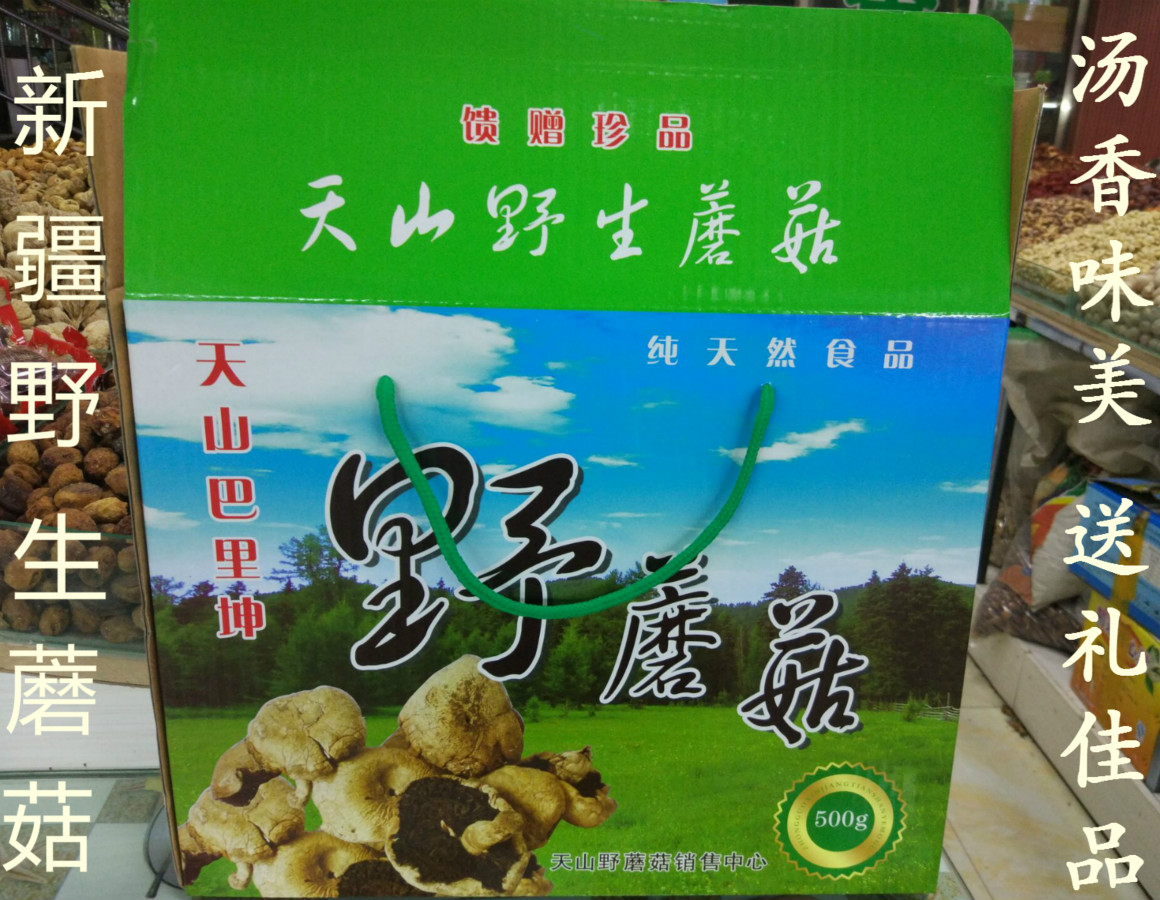 新疆野生蘑菇
汤香味美 送礼佳品
馈赠珍品
天山野生蘑菇
天山巴里坤
纯天然食品
野蘑菇
500g
天山野蘑菇销售中心